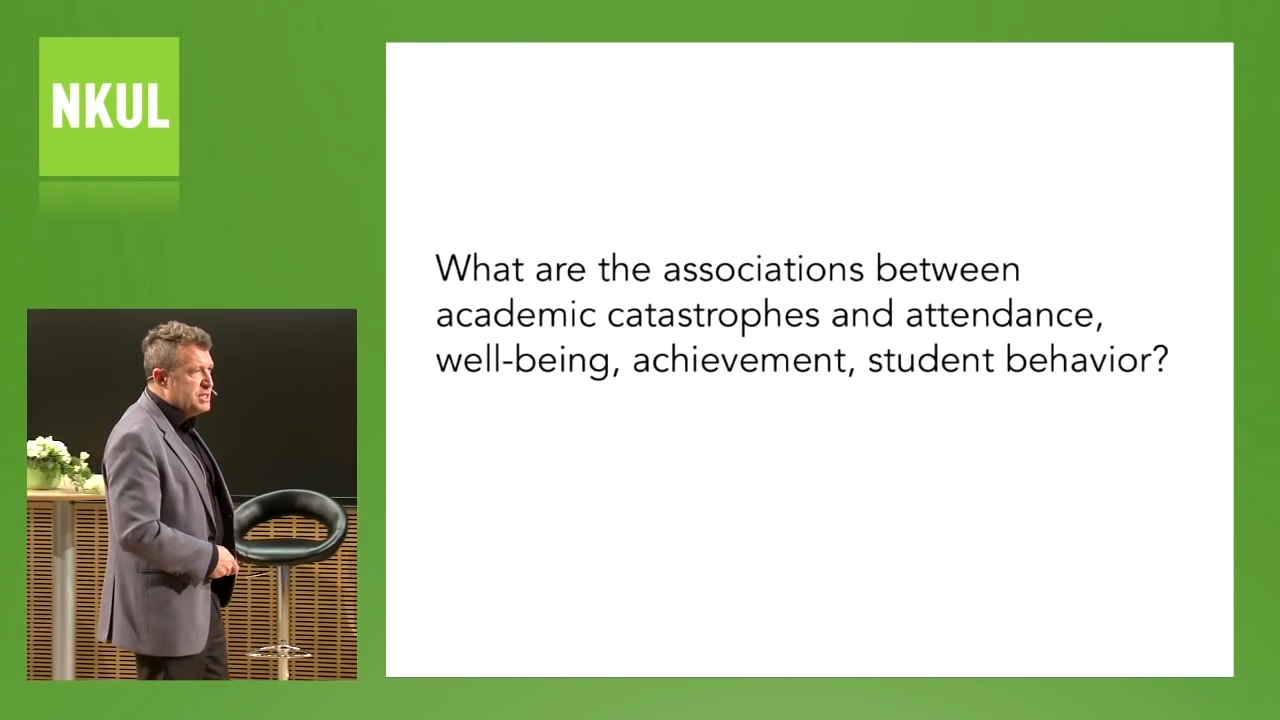 NKUL
What are the associations between
academic catastrophes and attendance,
well-being, achievement, student behavior?